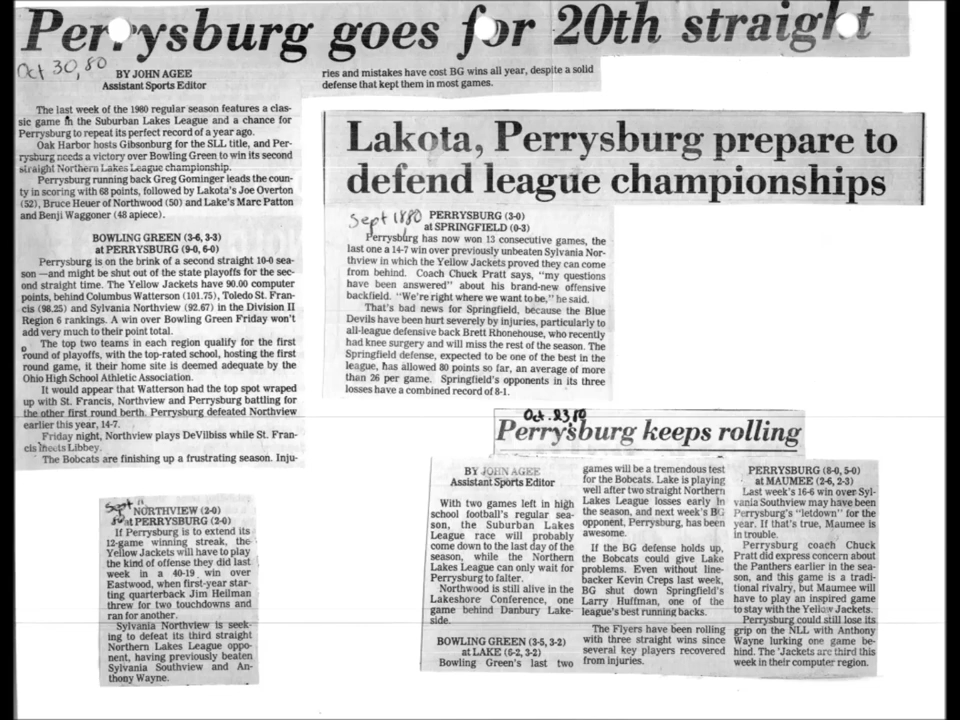 Perrysburg goes for 20th straight
Oct 30, 80
BY JOHN AGEE
Assistant Sports Editor
The last week of the 1980 regular season features a clas-
sic game in the Suburban Lakes League and a chance for
Perrysburg to repeat its perfect record of a year ago.
Oak Harbor hosts Gibsonburg for the SLL title, and Per-
rysburg needs a victory over Bowling Green to win its second
straight Northern Lakes League championship.
Perrysburg running back Greg Gominger leads the coun-
ty in scoring with 68 points, followed by Lakota's Joe Overton
(52), Bruce Heuer of Northwood (50) and Lake's Marc Patton
and Benji Waggoner (48 apiece).
BOWLING GREEN (3-6, 3-3)
at PERRYSBURG (9-0, 6-0)
Perrysburg is on the brink of a second straight 10-0 sea-
son —and might be shut out of the state playoffs for the sec-
ond straight time. The Yellow Jackets have 90.00 computer
points, behind Columbus Watterson (101.75), Toledo St. Fran-
cis (98.25) and Sylvania Northview (92.67) in the Division II
Region 6 rankings. A win over Bowling Green Friday won't
add very much to their point total.
The top two teams in each region qualify for the first
round of playoffs, with the top-rated school, hosting the first
round game, it their home site is deemed adequate by the
Ohio High School Athletic Association.
It would appear that Watterson had the top spot wraped
up with St. Francis, Northview and Perrysburg battling for
the other first round berth. Perrysburg defeated Northview
earlier this year, 14-7.
Friday night, Northview plays DeVilbiss while St. Fran-
cis meets Libbey.
The Bobcats are finishing up a frustrating season. Inju-
ries and mistakes have cost BG wins all year, despite a solid
defense that kept them in most games.
Lakota, Perrysburg prepare to
defend league championships
Sept 18 80
PERRYSBURG (3-0)
at SPRINGFIELD (0-3)
Perrysburg has now won 13 consecutive games, the
last one a 14-7 win over previously unbeaten Sylvania Nor-
thview in which the Yellow Jackets proved they can come
from behind. Coach Chuck Pratt says, "my questions
have been answered" about his brand-new offensive
backfield. "We're right where we want to be," he said.
That's bad news for Springfield, because the Blue
Devils have been hurt severely by injuries, particularly to
all-league defensive back Brett Rhonehouse, who recently
had knee surgery and will miss the rest of the season. The
Springfield defense, expected to be one of the best in the
league, has allowed 80 points so far, an average of more
than 26 per game. Springfield's opponents in its three
losses have a combined record of 8-1.
Sept 11
80
NORTHVIEW (2-0)
at PERRYSBURG (2-0)
If Perrysburg is to extend its
12-game winning streak, the
Yellow Jackets will have to play
the kind of offense they did last
week in a 40-19 win over
Eastwood, when first-year star-
ting quarterback Jim Heilman
threw for two touchdowns and
ran for another.
Sylvania Northview is seek-
ing to defeat its third straight
Northern Lakes League oppo-
nent, having previously beaten
Sylvania Southview and An-
thony Wayne.
Oct. 23
Perrysburg keeps rolling
BY JOHN AGEE
Assistant Sports Editor
With two games left in high
school football's regular sea-
son, the Suburban Lakes
League race will probably
come down to the last day of the
season, while the Northern
Lakes League can only wait for
Perrysburg to falter.
Northwood is still alive in the
Lakeshore Conference, one
game behind Danbury Lake-
side.
BOWLING GREEN (3-5, 3-2)
at LAKE (6-2, 3-2)
Bowling Green's last two
games will be a tremendous test
for the Bobcats. Lake is playing
well after two straight Northern
Lakes League losses early in
the season, and next week's BG
opponent, Perrysburg, has been
awesome.
If the BG defense holds up,
the Bobcats could give Lake
problems. Even without line-
backer Kevin Creps last week,
BG shut down Springfield's
Larry Huffman, one of the
league's best running backs.
The Flyers have been rolling
with three straight wins since
several key players recovered
from injuries.
PERRYSBURG (8-0, 5-0)
at MAUMEE (2-6, 2-3)
Last week's 16-6 win over Syl-
vania Southview may have been
Perrysburg's "letdown" for the
year. If that's true, Maumee is
in trouble.
Perrysburg coach Chuck
Pratt did express concern about
the Panthers earlier in the sea-
son, and this game is a tradi-
tional rivalry, but Maumee will
have to play an inspired game
to stay with the Yellow Jackets.
Perrysburg could still lose its
grip on the NLL with Anthony
Wayne lurking one game be-
hind. The 'Jackets are third this
week in their computer region.